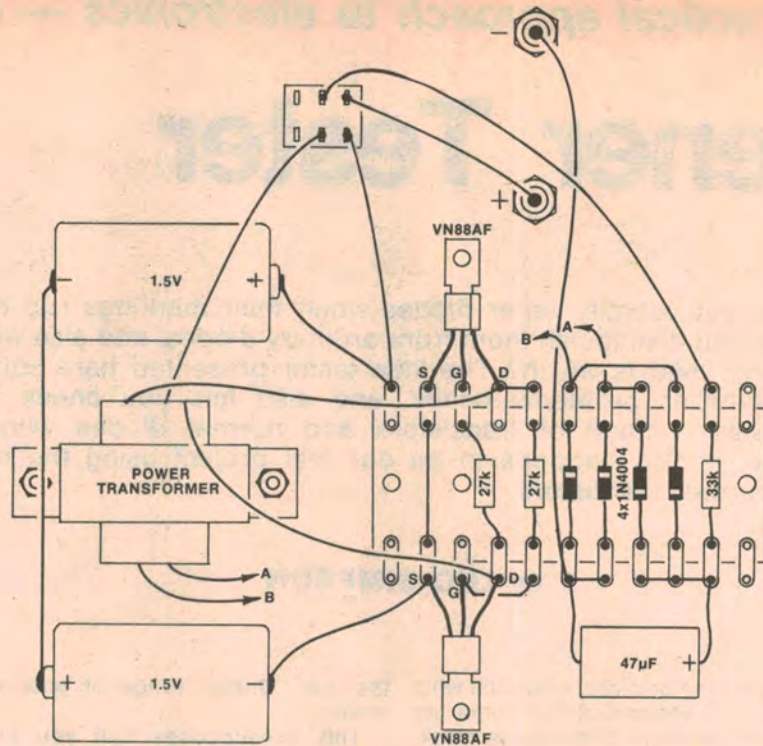 −
+
VN88AF
− 1.5V +
B A
S G D
POWER
TRANSFORMER
27k
27k
4x1N4004
33k
A
B
S G D
+ 1.5V −
47µF +
VN88AF